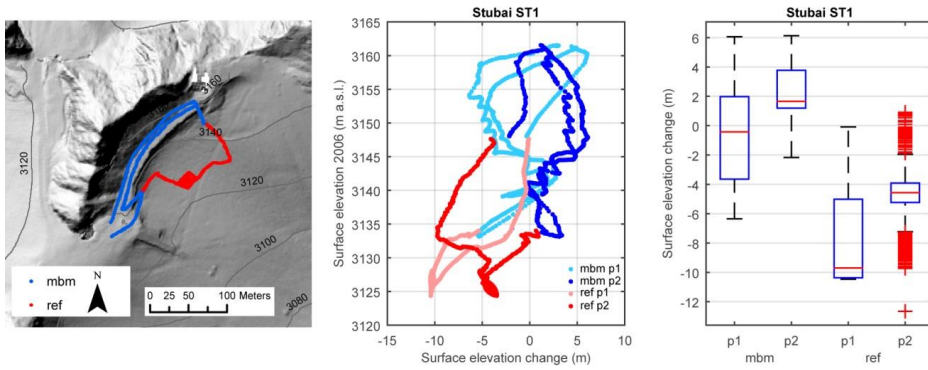 3160
3140
3120
3120
3100
3080
mbm
ref
N
0 25 50 100 Meters
Stubai ST1
3165
3160
3155
3150
3145
3140
3135
3130
3125
3120
-15 -10 -5 0 5 10
Surface elevation 2006 (m a.s.l.)
Surface elevation change (m)
mbm p1
mbm p2
ref p1
ref p2
Stubai ST1
6
4
2
0
-2
-4
-6
-8
-10
-12
Surface elevation change (m)
p1 p2 p1 p2
mbm ref